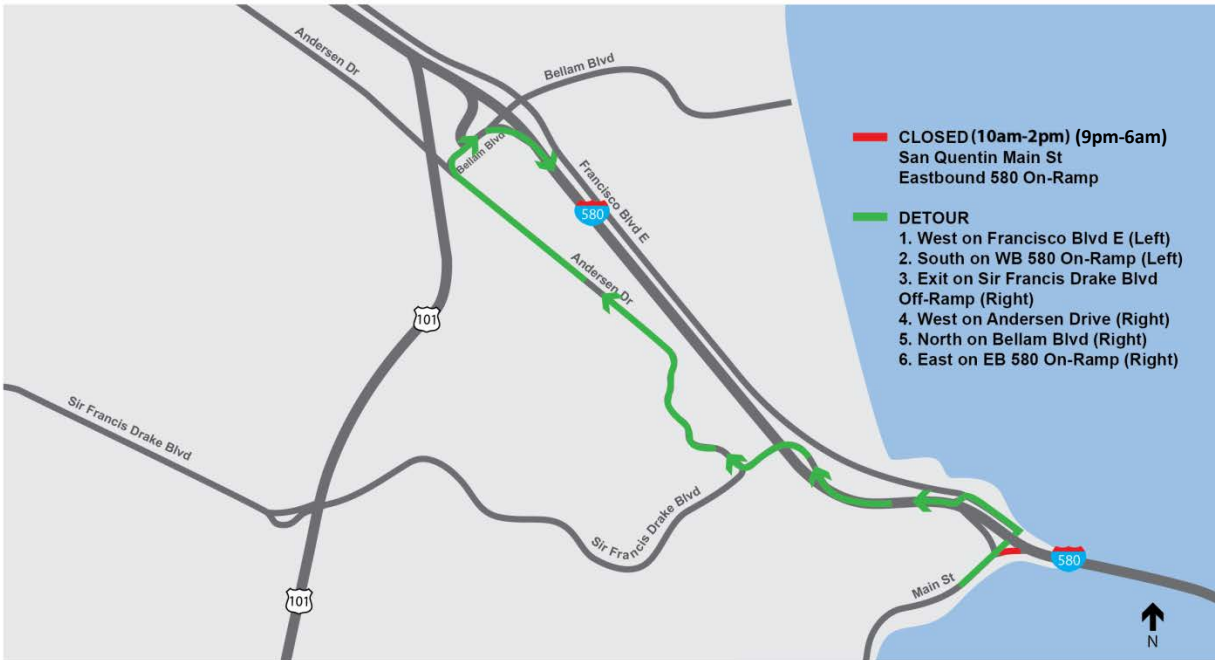 Andersen Dr
Bellam Blvd
Bellam Blvd
Francisco Blvd E
580
Andersen Dr
101
Sir Francis Drake Blvd
Sir Francis Drake Blvd
Main St
580
101
N
CLOSED (10am-2pm) (9pm-6am)
San Quentin Main St
Eastbound 580 On-Ramp
DETOUR
1. West on Francisco Blvd E (Left)
2. South on WB 580 On-Ramp (Left)
3. Exit on Sir Francis Drake Blvd
Off-Ramp (Right)
4. West on Andersen Drive (Right)
5. North on Bellam Blvd (Right)
6. East on EB 580 On-Ramp (Right)